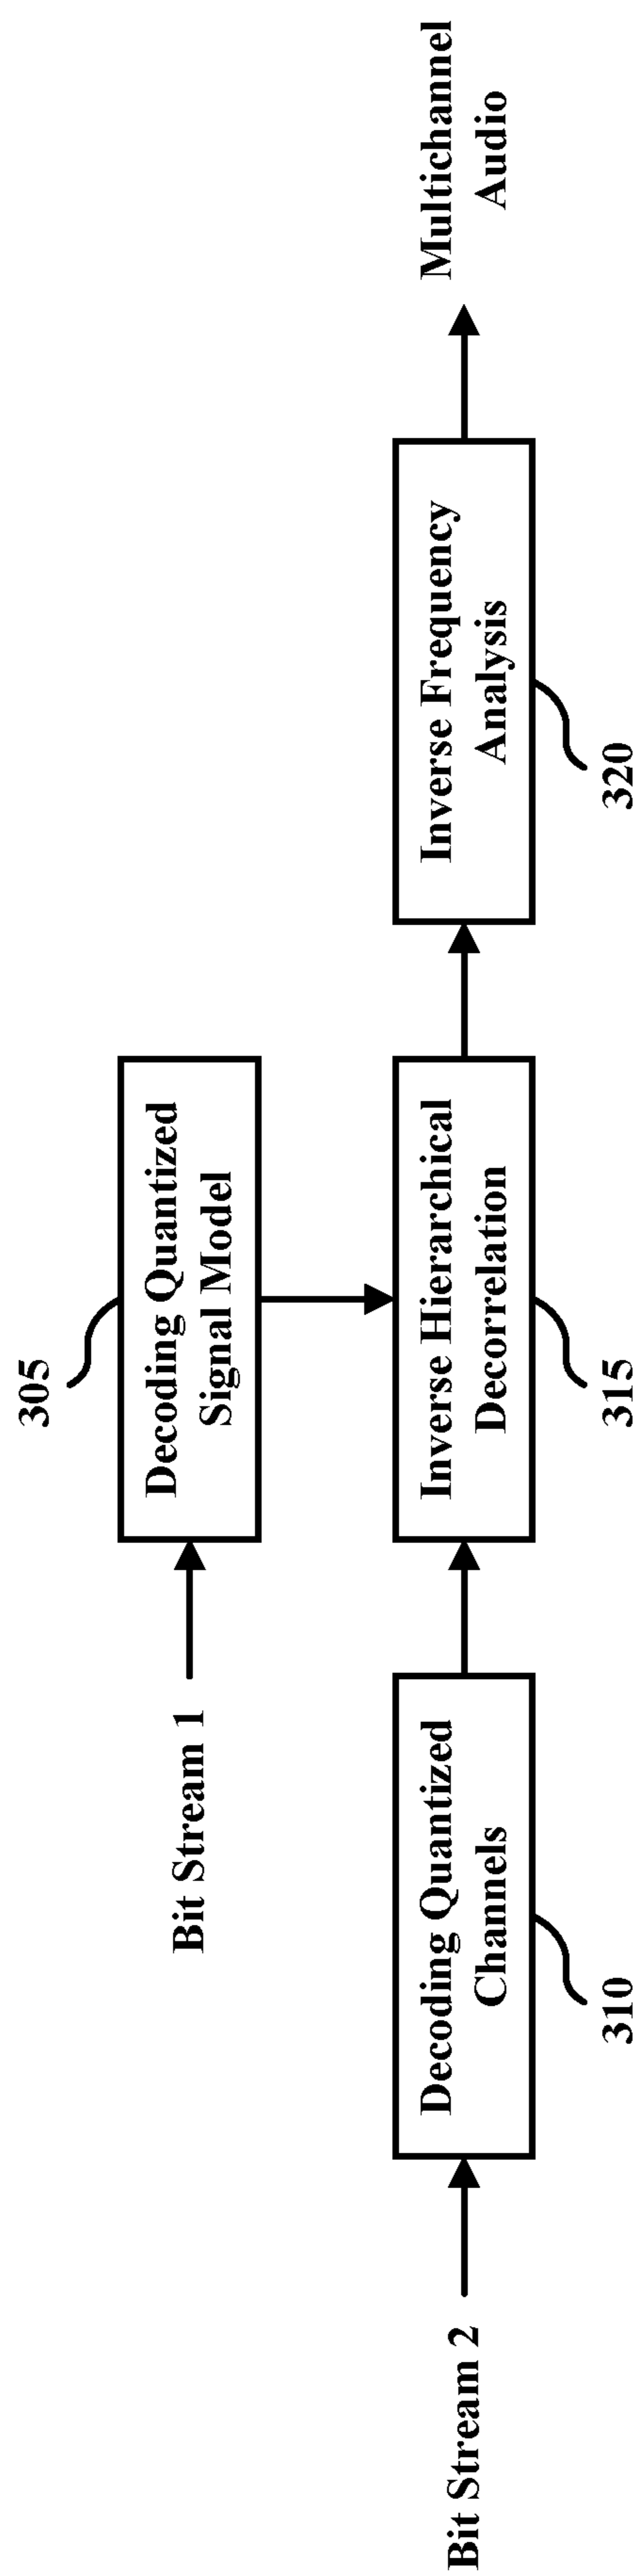 305
Bit Stream 1
Decoding Quantized
Signal Model
Bit Stream 2
Decoding Quantized
Channels
310
Inverse Hierarchical
Decorrelation
315
Inverse Frequency
Analysis
320
Multichannel
Audio